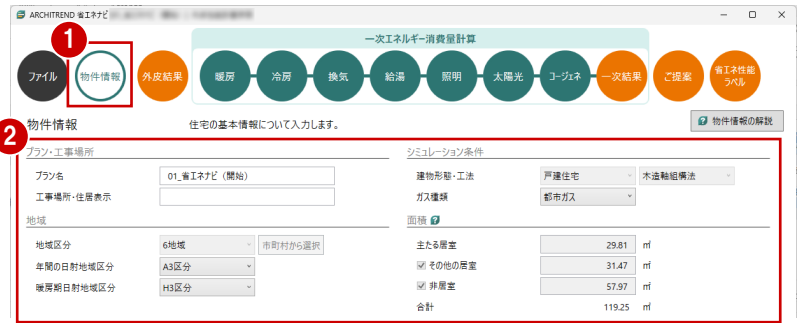 ARCHITREND 省エネナビ
一次エネルギー消費量計算
1
ファイル 物件情報 外皮結果 暖房 冷房 換気 給湯 照明 太陽光 コージェネ 一次結果 ご提案 省エネ性能ラベル
物件情報 住宅の基本情報について入力します。 物件情報の解説
2
プラン・工事場所 シミュレーション条件
プラン名 01_省エネナビ（開始） 建物形態・工法 戸建住宅 木造軸組構法
工事場所・住居表示 ガス種類 都市ガス
地域 面積
地域区分 6地域 市町村から選択 主たる居室 29.81 ㎡
年間の日射地域区分 A3区分 その他の居室 31.47 ㎡
暖房期日射地域区分 H3区分 非居室 57.97 ㎡
合計 119.25 ㎡